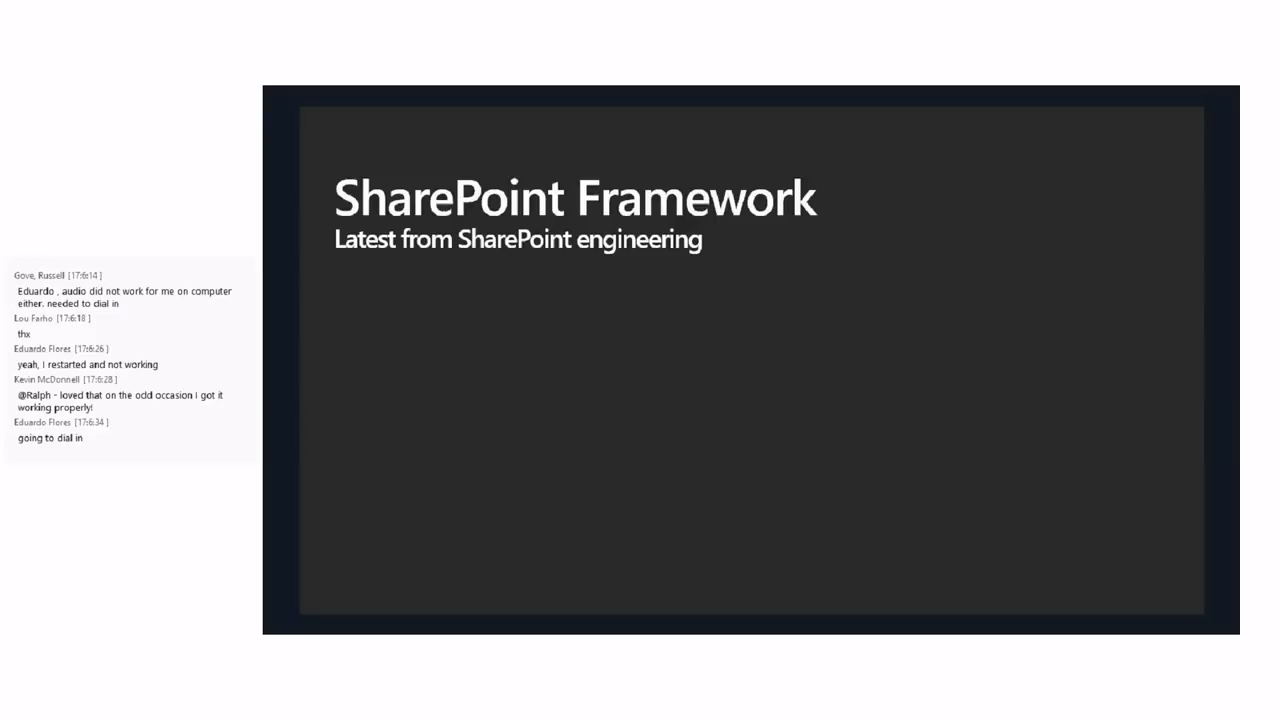 Gove, Russell [17:6:14 ]
Eduardo , audio did not work for me on computer
either. needed to dial in
Lou Farho [17:6:18 ]
thx
Eduardo Flores [17:6:26 ]
yeah, I restarted and not working
Kevin McDonnell [17:6:28 ]
@Ralph - loved that on the odd occasion I got it
working properly!
Eduardo Flores [17:6:34 ]
going to dial in
SharePoint Framework
Latest from SharePoint engineering